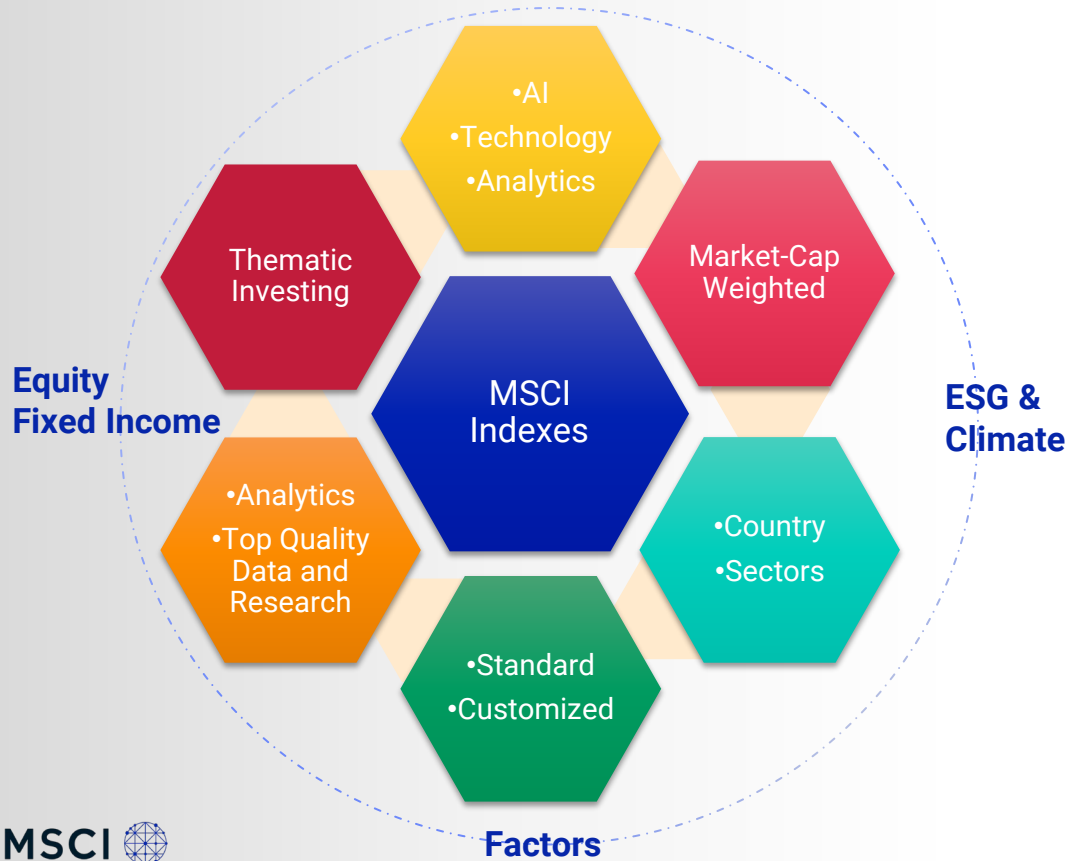 •AI
•Technology
•Analytics
Thematic
Investing
Market-Cap
Weighted
MSCI
Indexes
Equity
Fixed Income
ESG &
Climate
•Analytics
•Top Quality
Data and
Research
•Country
•Sectors
•Standard
•Customized
MSCI
Factors